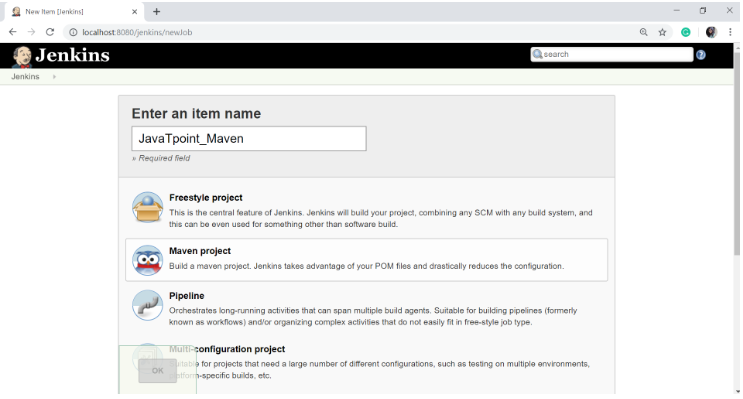 New Item [Jenkins]
localhost:8080/jenkins/newJob
Jenkins
search
Jenkins
Enter an item name
JavaTpoint_Maven
» Required field
Freestyle project
This is the central feature of Jenkins. Jenkins will build your project, combining any SCM with any build system, and
this can be even used for something other than software build.
Maven project
Build a maven project. Jenkins takes advantage of your POM files and drastically reduces the configuration.
Pipeline
Orchestrates long-running activities that can span multiple build agents. Suitable for building pipelines (formerly
known as workflows) and/or organizing complex activities that do not easily fit in free-style job type.
Multi-configuration project
Suitable for projects that need a large number of different configurations, such as testing on multiple environments,
platform-specific builds, etc.
OK